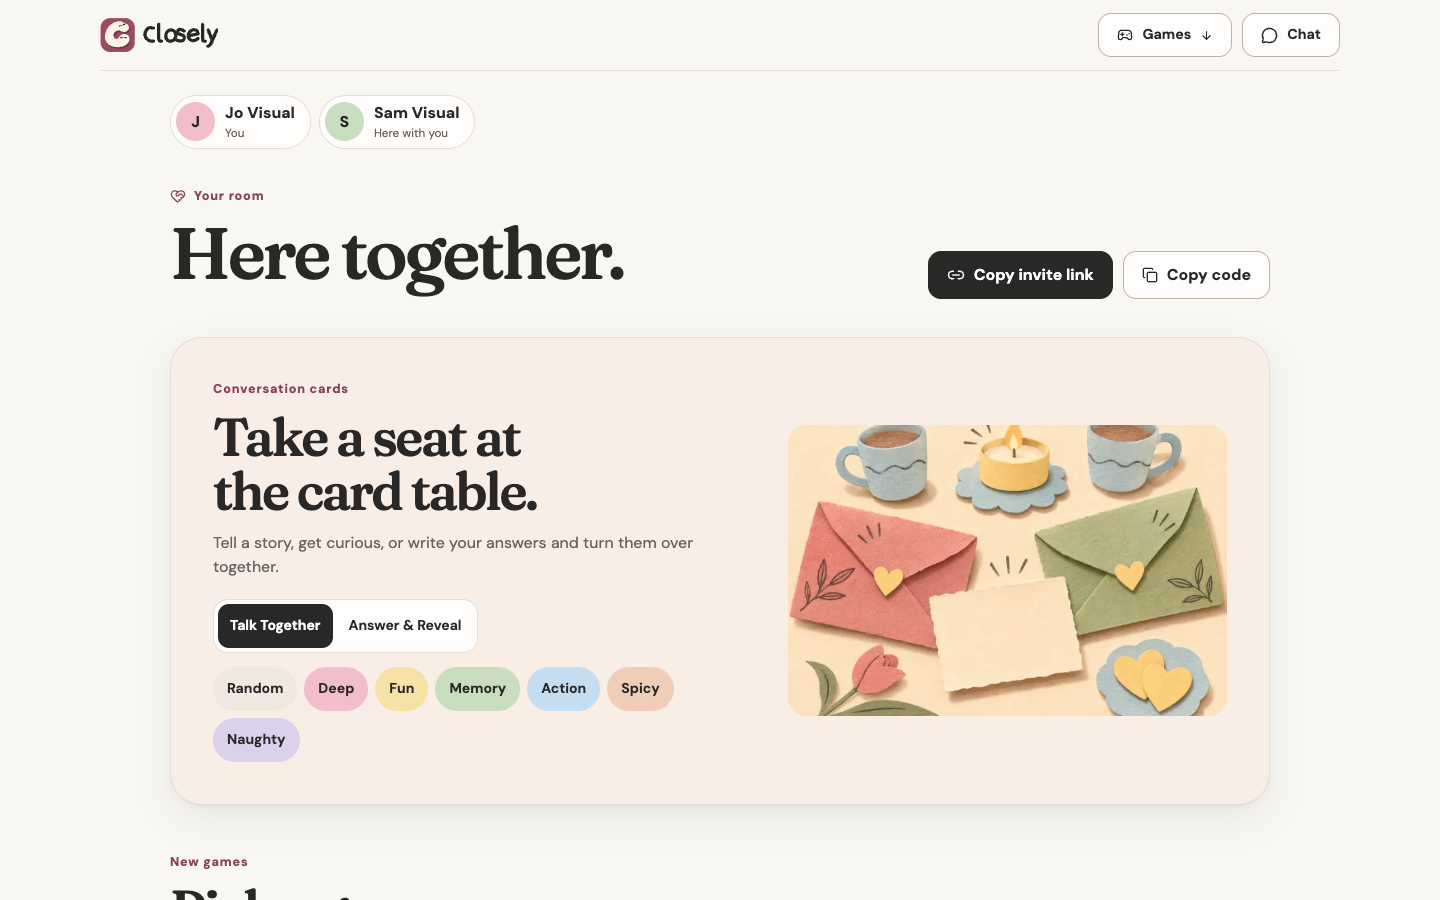 Closely
Games
Chat
J
Jo Visual
You
S
Sam Visual
Here with you
Your room
Here together.
Copy invite link
Copy code
Conversation cards
Take a seat at
the card table.
Tell a story, get curious, or write your answers and turn them over
together.
Talk Together
Answer & Reveal
Random
Deep
Fun
Memory
Action
Spicy
Naughty
New games